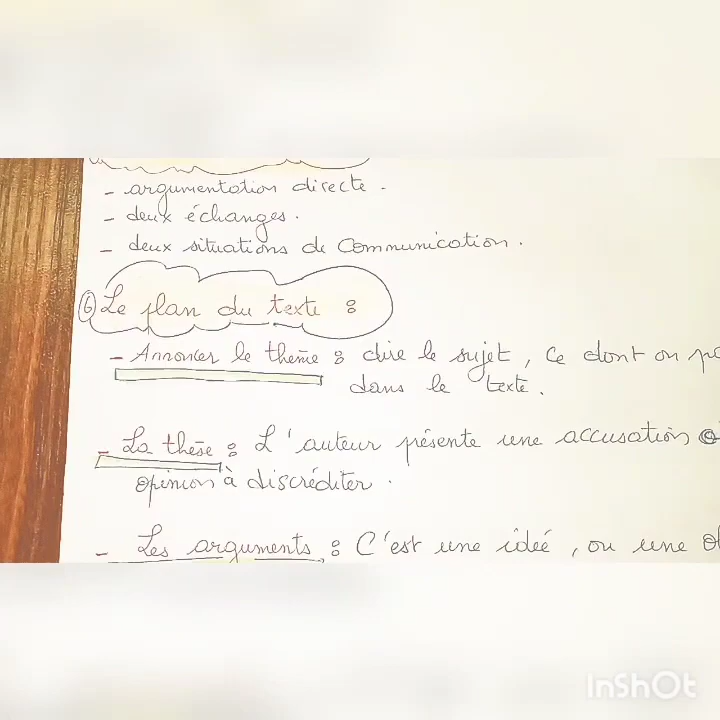 - argumentation directe.
- deux échanges.
- deux situations de communication.
⑥ Le plan du texte :
- Annoncer le thème : dire le sujet, ce dont on
dans le texte.
- La thèse : L'auteur présente une accusation
opinion à discréditer.
- Les arguments : C'est une idée, ou une
InShOt